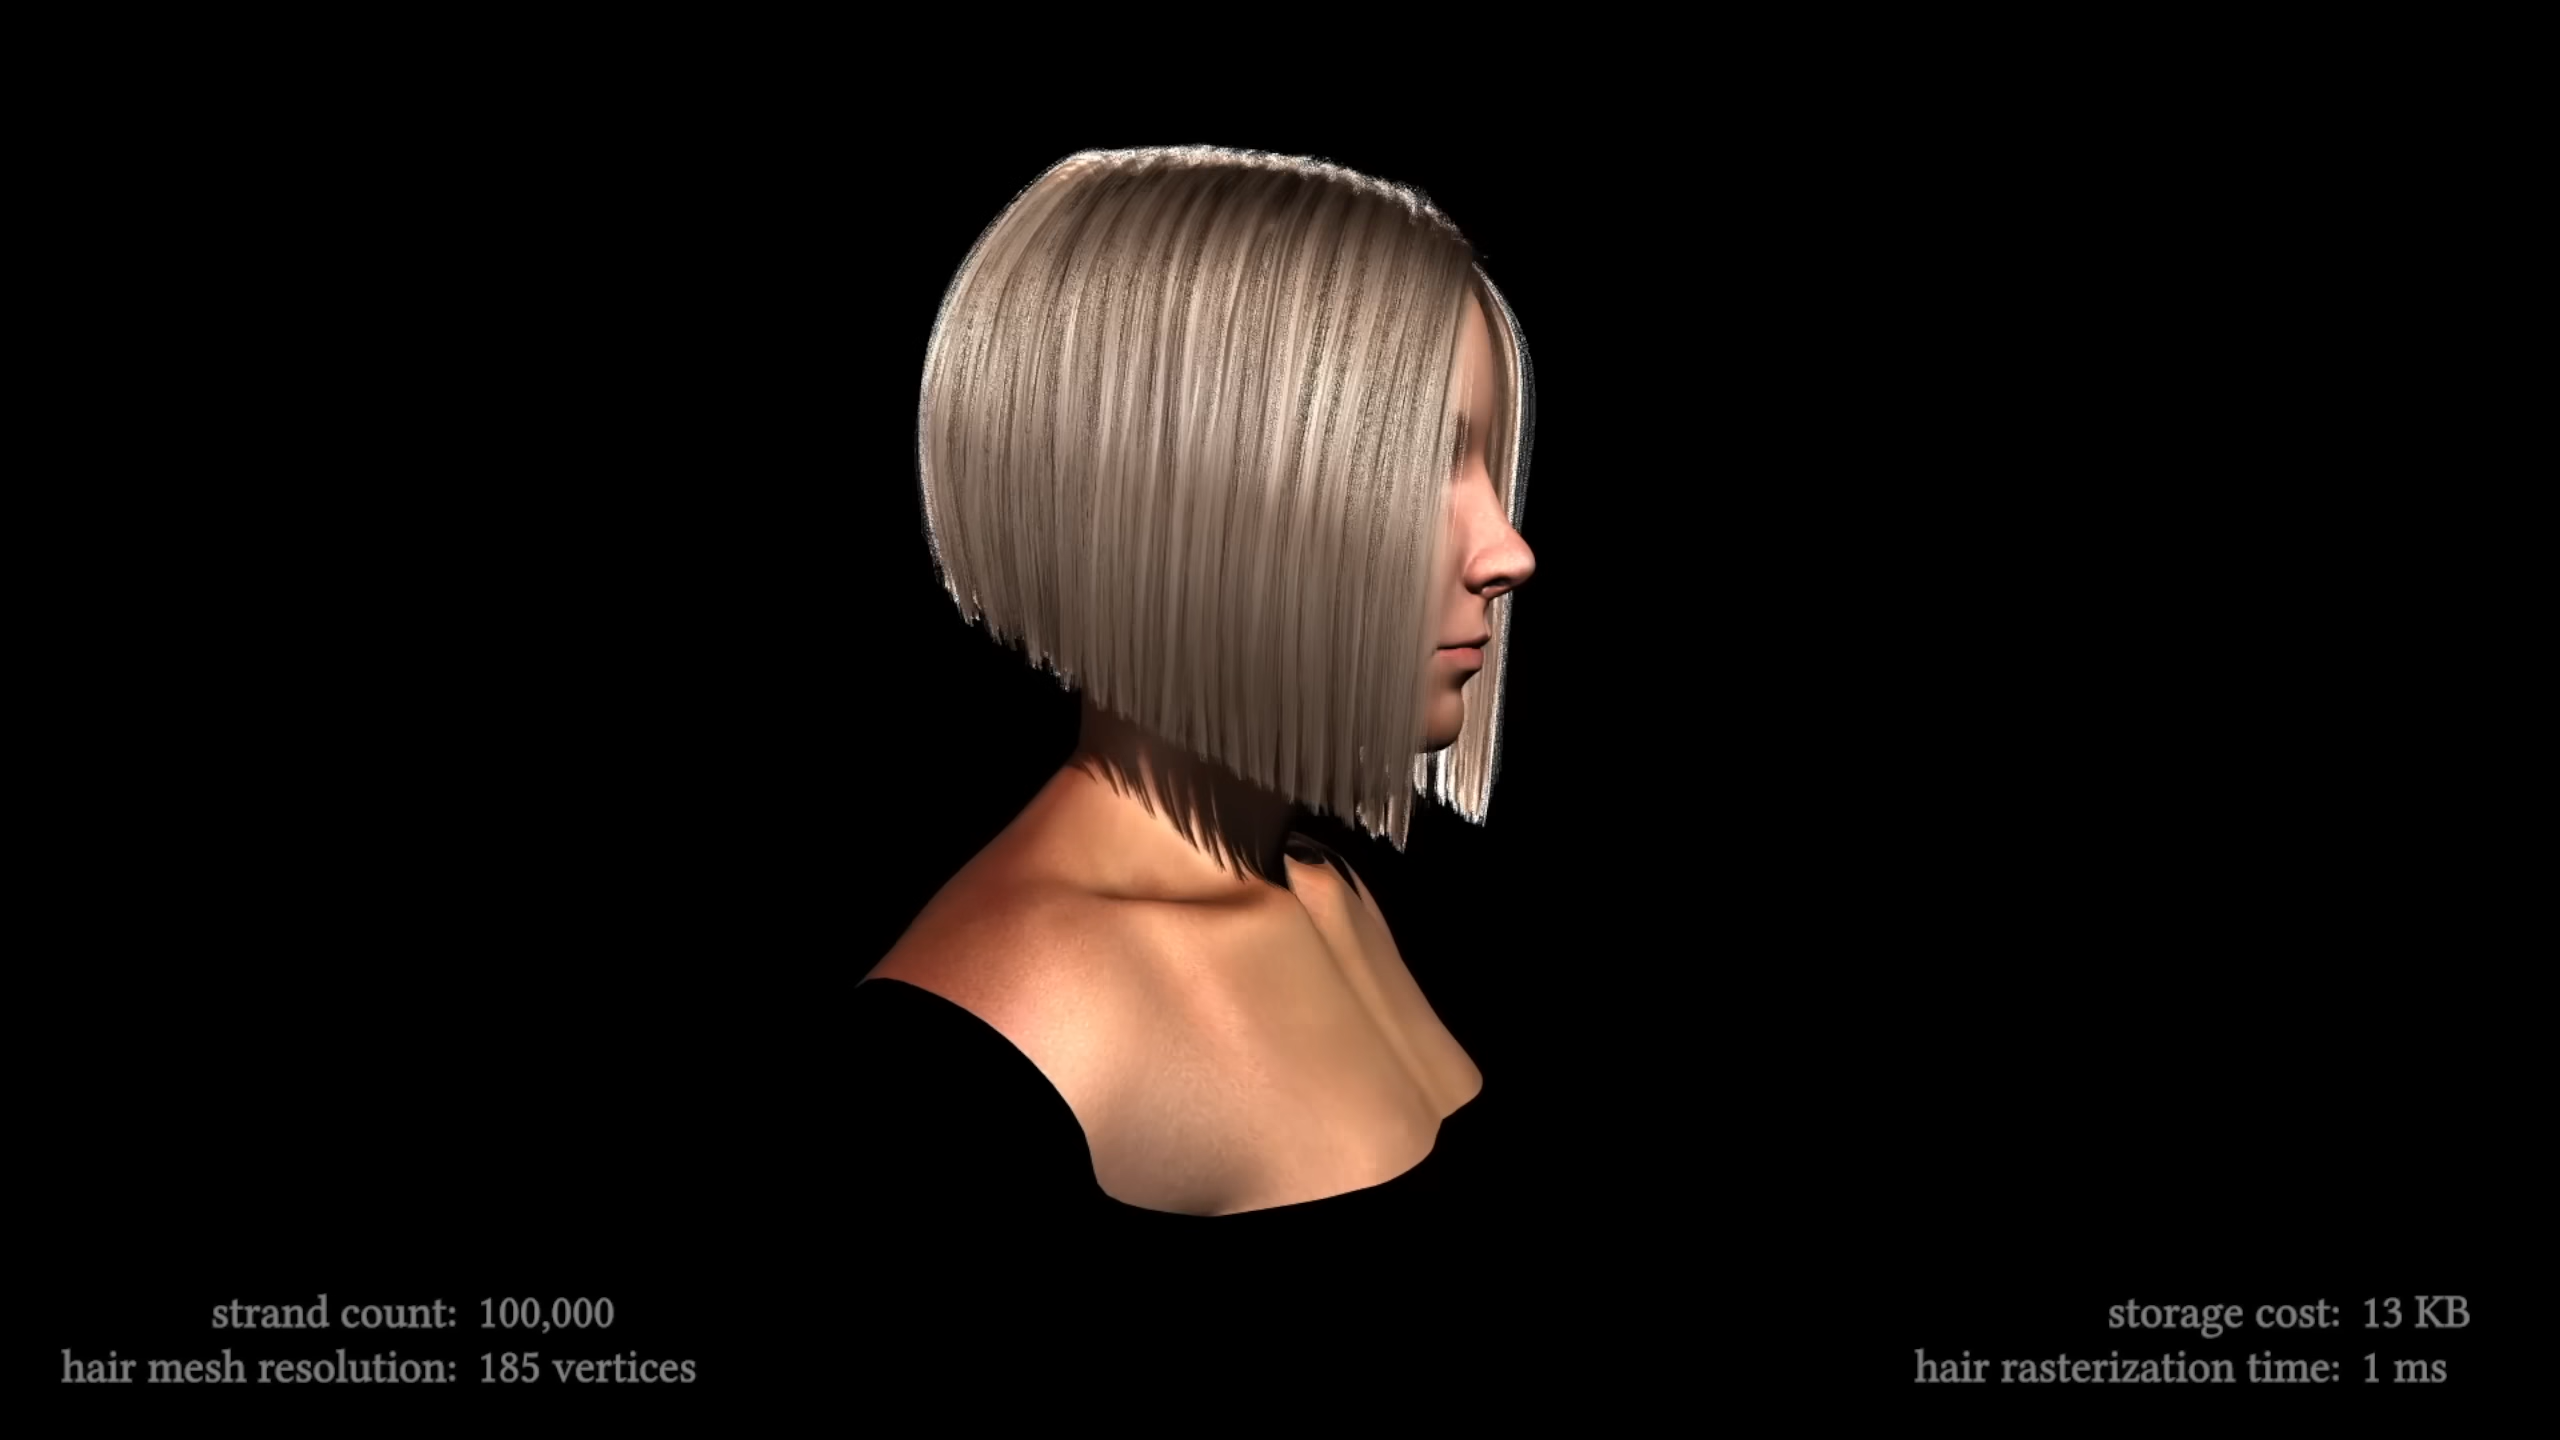 strand count: 100,000
hair mesh resolution: 185 vertices
storage cost: 13 KB
hair rasterization time: 1 ms